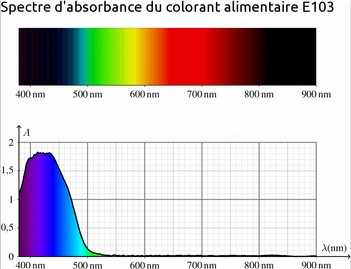 Spectre d'absorbance du colorant alimentaire E103
400 nm 500 nm 600 nm 700 nm 800 nm 900 nm
A
2
1.5
1
0.5
0
λ(nm)
400 nm 500 nm 600 nm 700 nm 800 nm 900 nm